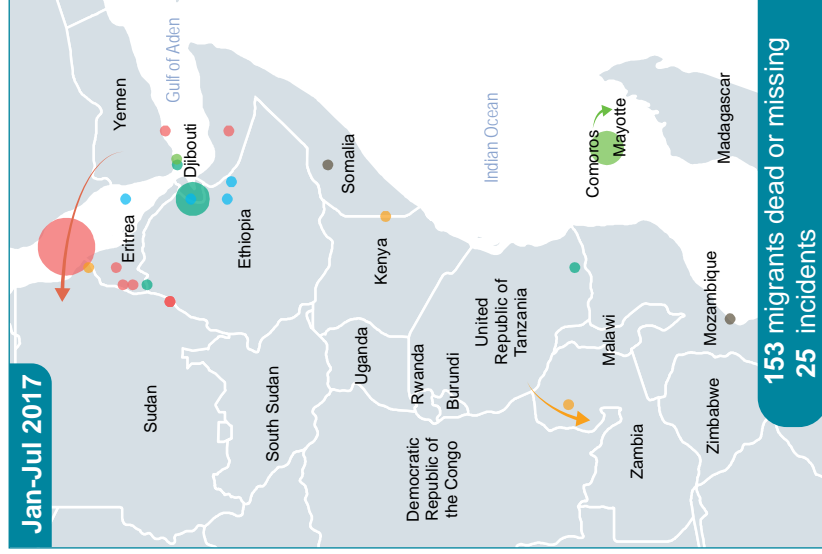 Jan-Jul 2017
Yemen
Gulf of Aden
Sudan
Eritrea
Djibouti
Ethiopia
South Sudan
Somalia
Uganda
Kenya
Rwanda
Burundi
Democratic
Republic of
the Congo
United
Republic of
Tanzania
Indian Ocean
Comoros
Mayotte
Malawi
Zambia
Mozambique
Zimbabwe
Madagascar
153 migrants dead or missing
25 incidents